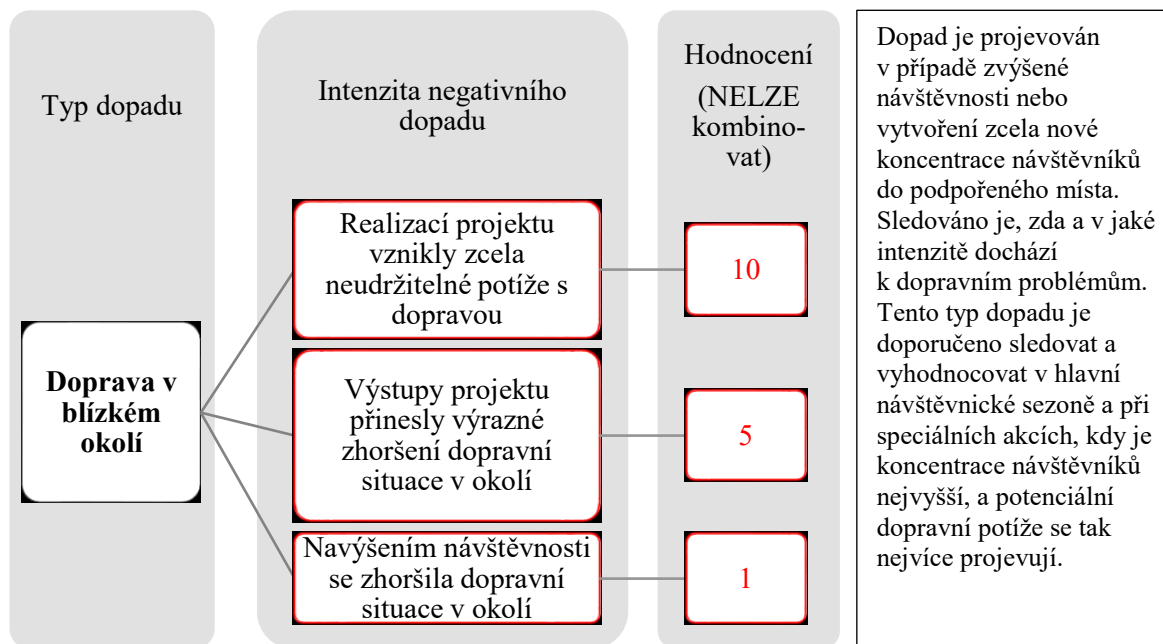 Typ dopadu
Intenzita negativního
dopadu
Hodnocení
(NELZE
kombino-
vat)
Doprava v
blízkém
okolí
Realizací projektu
vznikly zcela
neudržitelné potíže s
dopravou
10
Výstupy projektu
přinesly výrazné
zhoršení dopravní
situace v okolí
5
Navýšením návštěvnosti
se zhoršila dopravní
situace v okolí
1
Dopad je projevován
v případě zvýšené
návštěvnosti nebo
vytvoření zcela nové
koncentrace návštěvníků
do podpořeného místa.
Sledováno je, zda a v jaké
intenzitě dochází
k dopravním problémům.
Tento typ dopadu je
doporučeno sledovat a
vyhodnocovat v hlavní
návštěvnické sezoně a při
speciálních akcích, kdy je
koncentrace návštěvníků
nejvyšší, a potenciální
dopravní potíže se tak
nejvíce projevují.